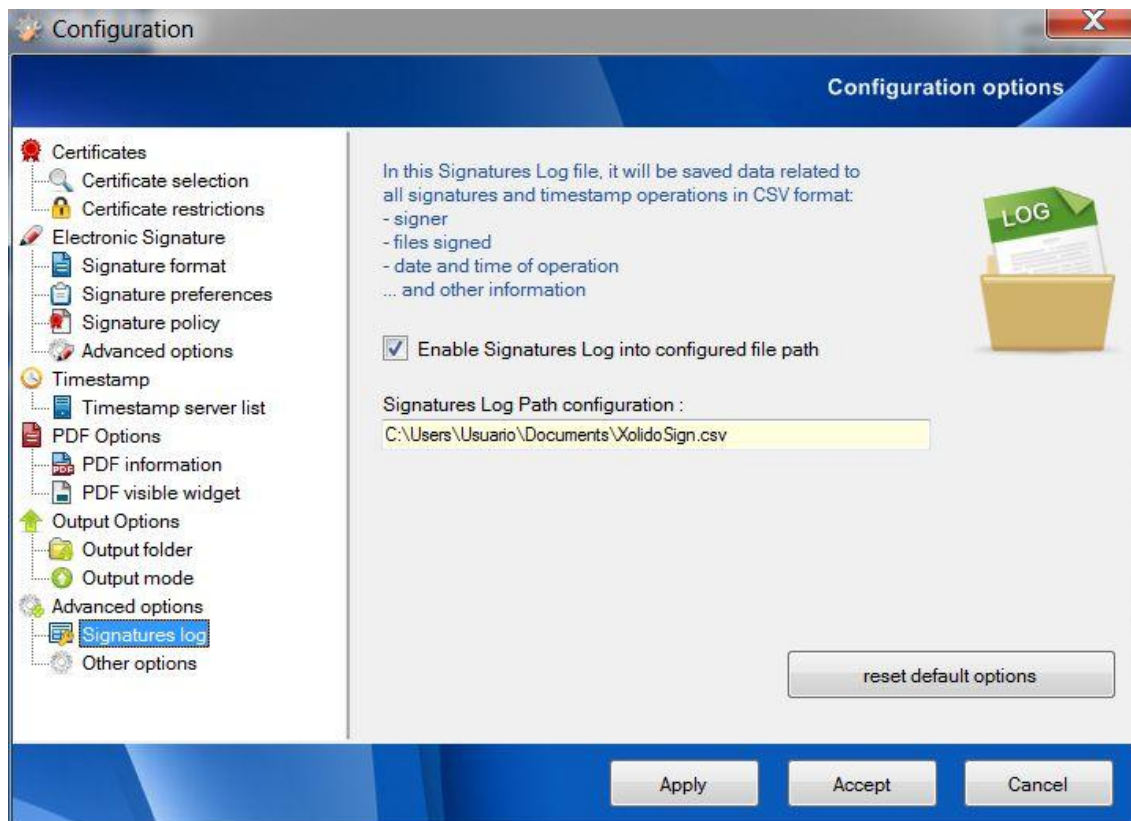 Configuration
X
Configuration options
Certificates
Certificate selection
Certificate restrictions
Electronic Signature
Signature format
Signature preferences
Signature policy
Advanced options
Timestamp
Timestamp server list
PDF Options
PDF information
PDF visible widget
Output Options
Output folder
Output mode
Advanced options
Signatures log
Other options
In this Signatures Log file, it will be saved data related to
all signatures and timestamp operations in CSV format:
- signer
- files signed
- date and time of operation
... and other information
LOG
Enable Signatures Log into configured file path
Signatures Log Path configuration :
C:\Users\Usuario\Documents\XolidoSign.csv
reset default options
Apply
Accept
Cancel